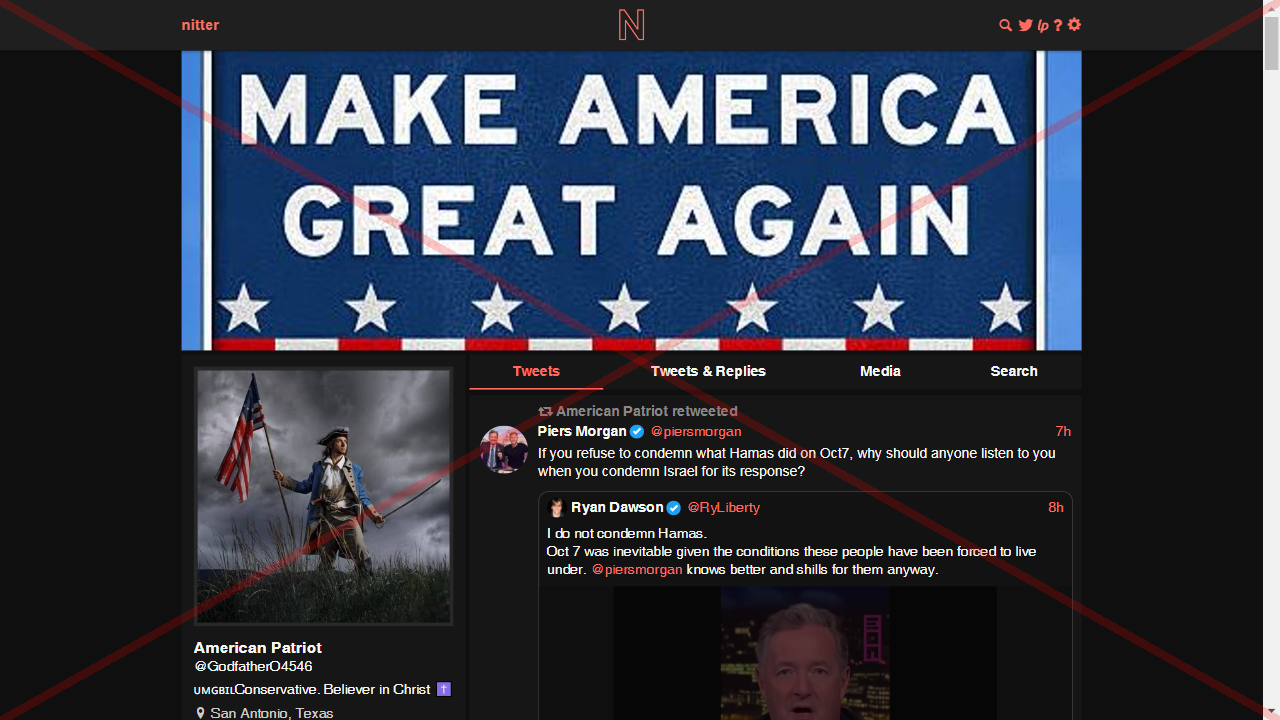 nitter
N
lp ?
MAKE AMERICA
GREAT AGAIN
Tweets
Tweets & Replies
Media
Search
American Patriot retweeted
Piers Morgan @piersmorgan 7h
If you refuse to condemn what Hamas did on Oct7, why should anyone listen to you
when you condemn Israel for its response?
Ryan Dawson @RyLiberty 8h
I do not condemn Hamas.
Oct 7 was inevitable given the conditions these people have been forced to live
under. @piersmorgan knows better and shills for them anyway.
American Patriot
@GodfatherO4546
ᴜᴍɢʙɪʟConservative. Believer in Christ ✝️
San Antonio, Texas